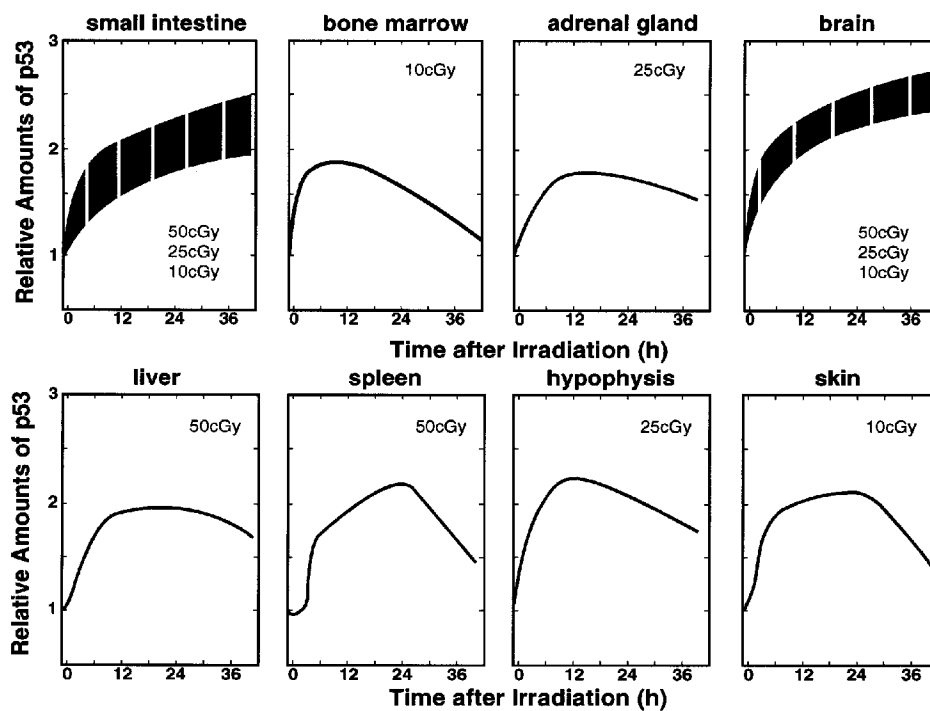 small intestine
bone marrow
adrenal gland
brain
Relative Amounts of p53
3
2
1
50cGy
25cGy
10cGy
0 12 24 36
10cGy
0 12 24 36
25cGy
0 12 24 36
50cGy
25cGy
10cGy
0 12 24 36
Time after Irradiation (h)
liver
spleen
hypophysis
skin
Relative Amounts of p53
3
2
1
50cGy
0 12 24 36
50cGy
0 12 24 36
25cGy
0 12 24 36
10cGy
0 12 24 36
Time after Irradiation (h)